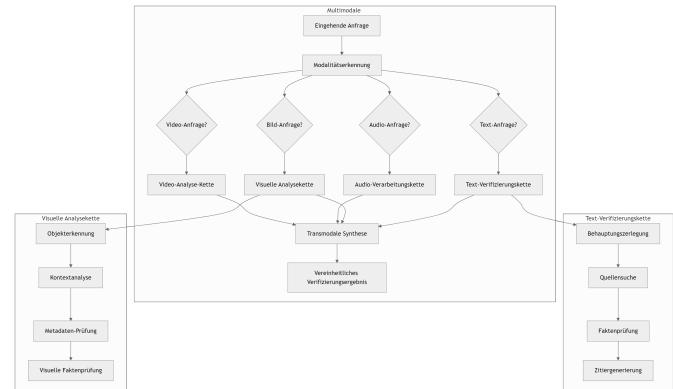 Multimodale
Eingehende Anfrage
Modalitätserkennung
Video-Anfrage?
Bild-Anfrage?
Audio-Anfrage?
Text-Anfrage?
Video-Analyse-Kette
Visuelle Analysekette
Audio-Verarbeitungskette
Text-Verifizierungskette
Transmodale Synthese
Vereinheitliches
Verifizierungsergebnis
Visuelle Analysekette
Objekterkennung
Kontextanalyse
Metadaten-Prüfung
Visuelle Faktenprüfung
Text-Verifizierungskette
Behauptungszerlegung
Quellensuche
Faktenprüfung
Zitiergenerierung